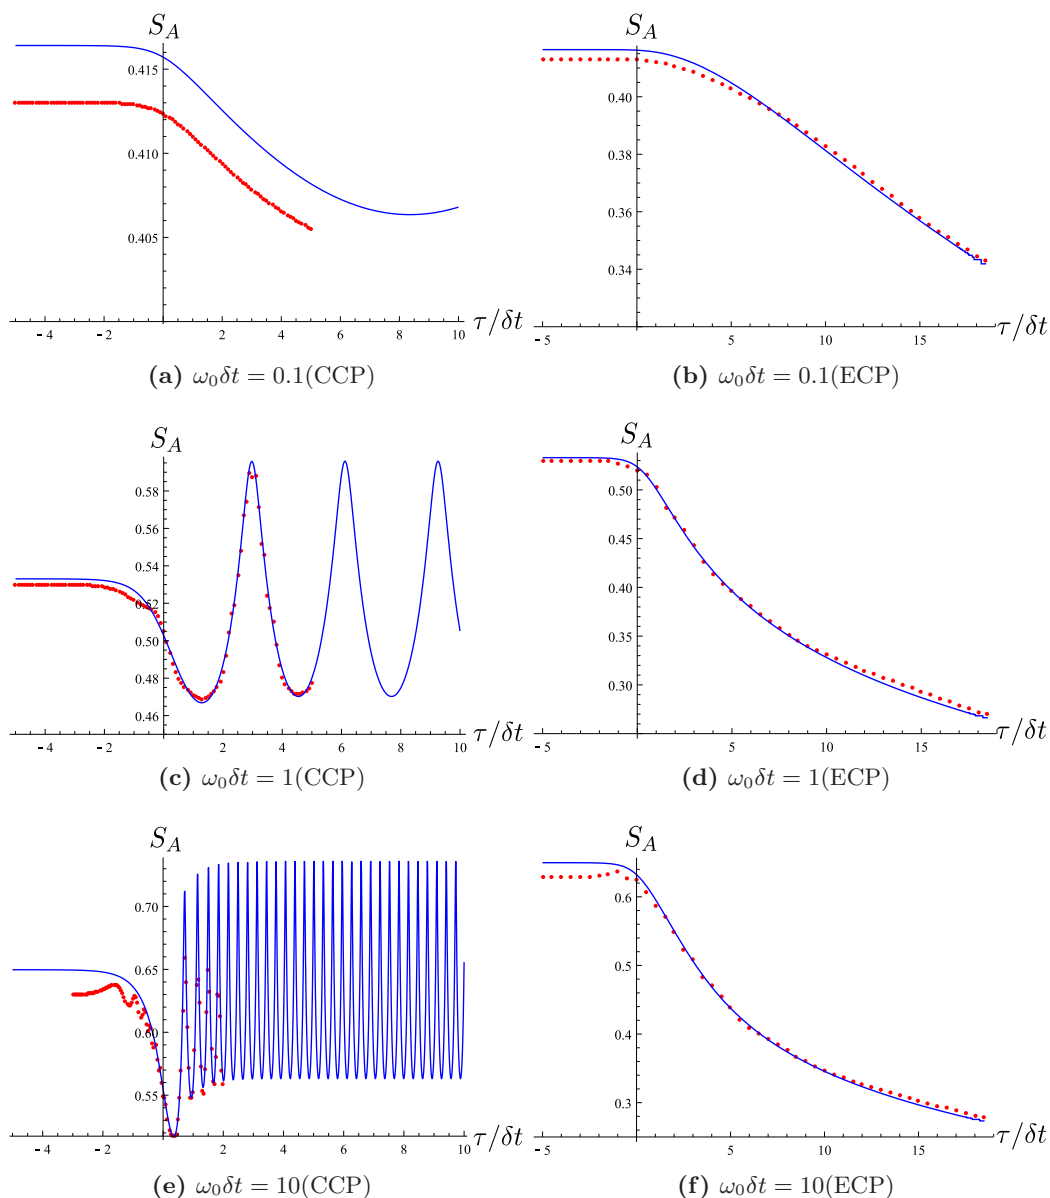 S_A
0.415
0.410
0.405
-4 -2 2 4 6 8 10
τ/δt
(a) ω₀δt = 0.1(CCP)
S_A
0.40
0.38
0.36
0.34
-5 5 10 15
τ/δt
(b) ω₀δt = 0.1(ECP)
S_A
0.58
0.56
0.54
0.52
0.50
0.48
0.46
-4 -2 2 4 6 8 10
τ/δt
(c) ω₀δt = 1(CCP)
S_A
0.50
0.45
0.40
0.35
0.30
-5 5 10 15
τ/δt
(d) ω₀δt = 1(ECP)
S_A
0.70
0.65
0.60
0.55
-4 -2 2 4 6 8 10
τ/δt
(e) ω₀δt = 10(CCP)
S_A
0.6
0.5
0.4
0.3
-5 5 10 15
τ/δt
(f) ω₀δt = 10(ECP)